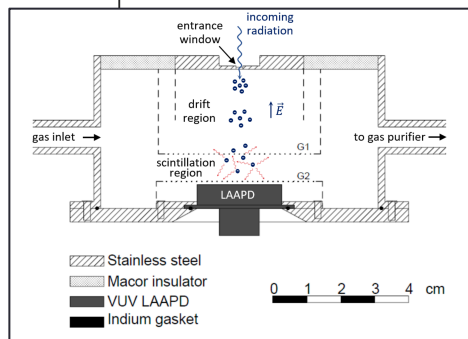 incoming
radiation
entrance
window
drift
region
E
gas inlet
to gas purifier
G1
scintillation
region
G2
LAAPD
Stainless steel
Macor insulator
VUV LAAPD
Indium gasket
0 1 2 3 4 cm